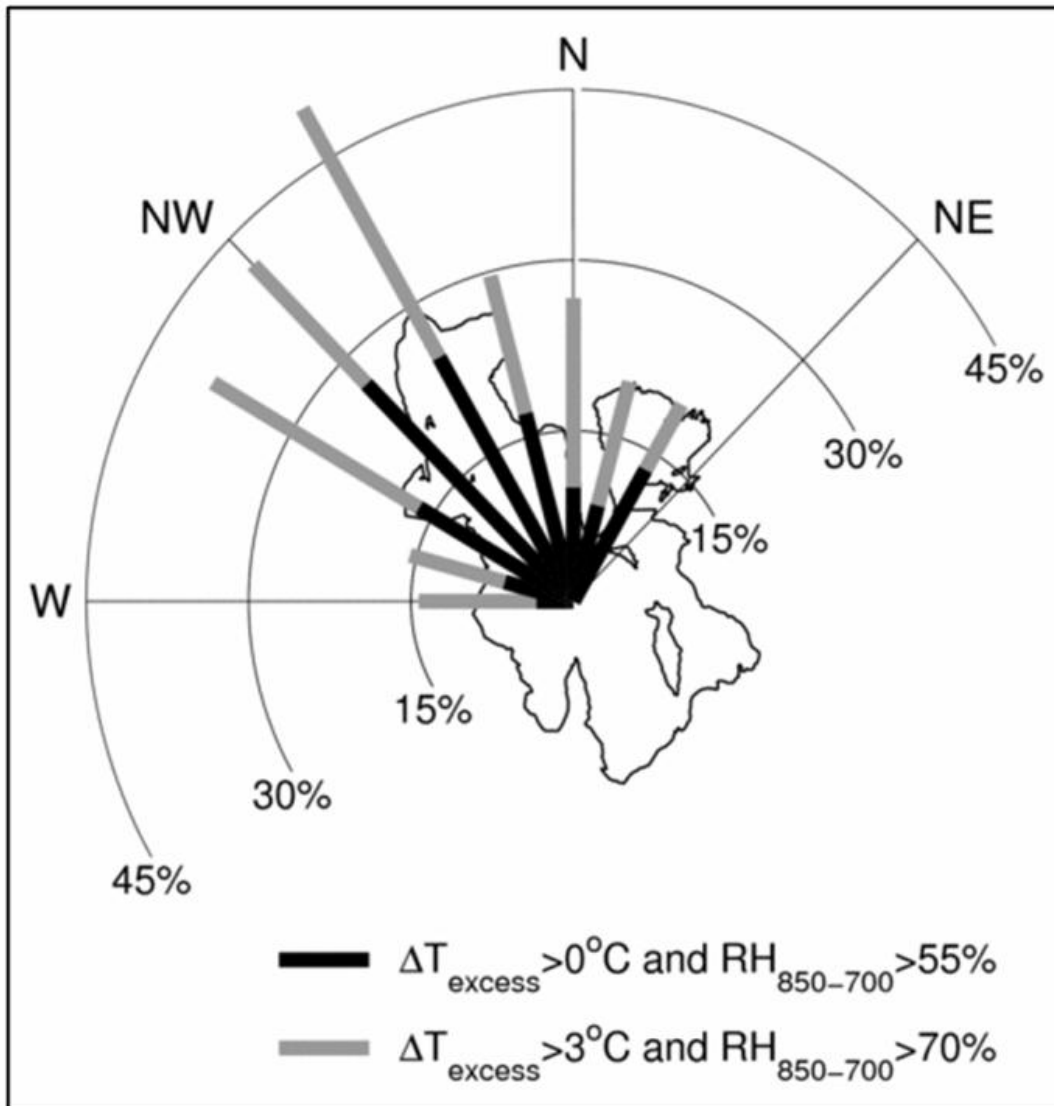 N
NW
NE
45%
30%
15%
W
15%
30%
45%
ΔTexcess>0°C and RH850−700>55%
ΔTexcess>3°C and RH850−700>70%